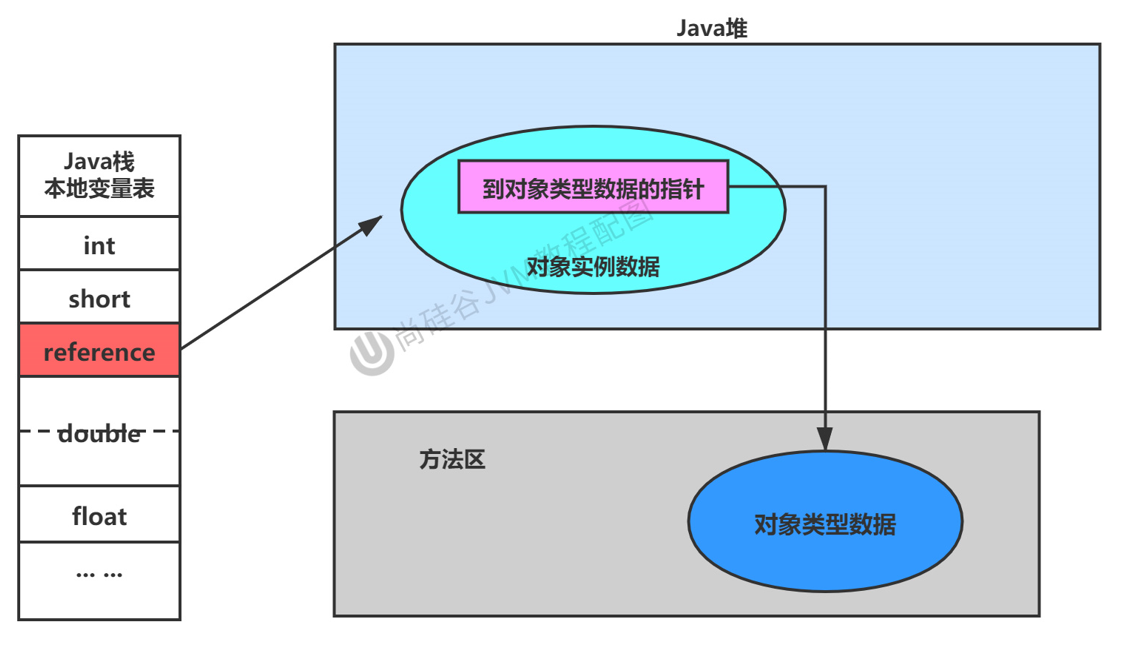 Java堆
Java栈
本地变量表
int
short
reference
double
float
... ...
到对象类型数据的指针
对象实例数据
尚硅谷JVM教程配图
方法区
对象类型数据